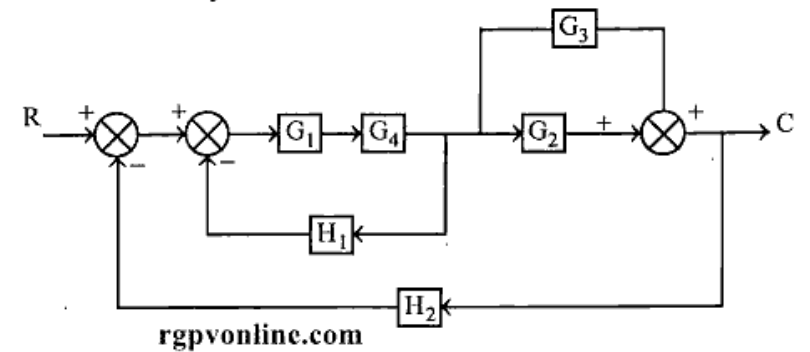 G3
R + + G1 G4 G2 + + C
− −
H1
H2
rgpvonline.com